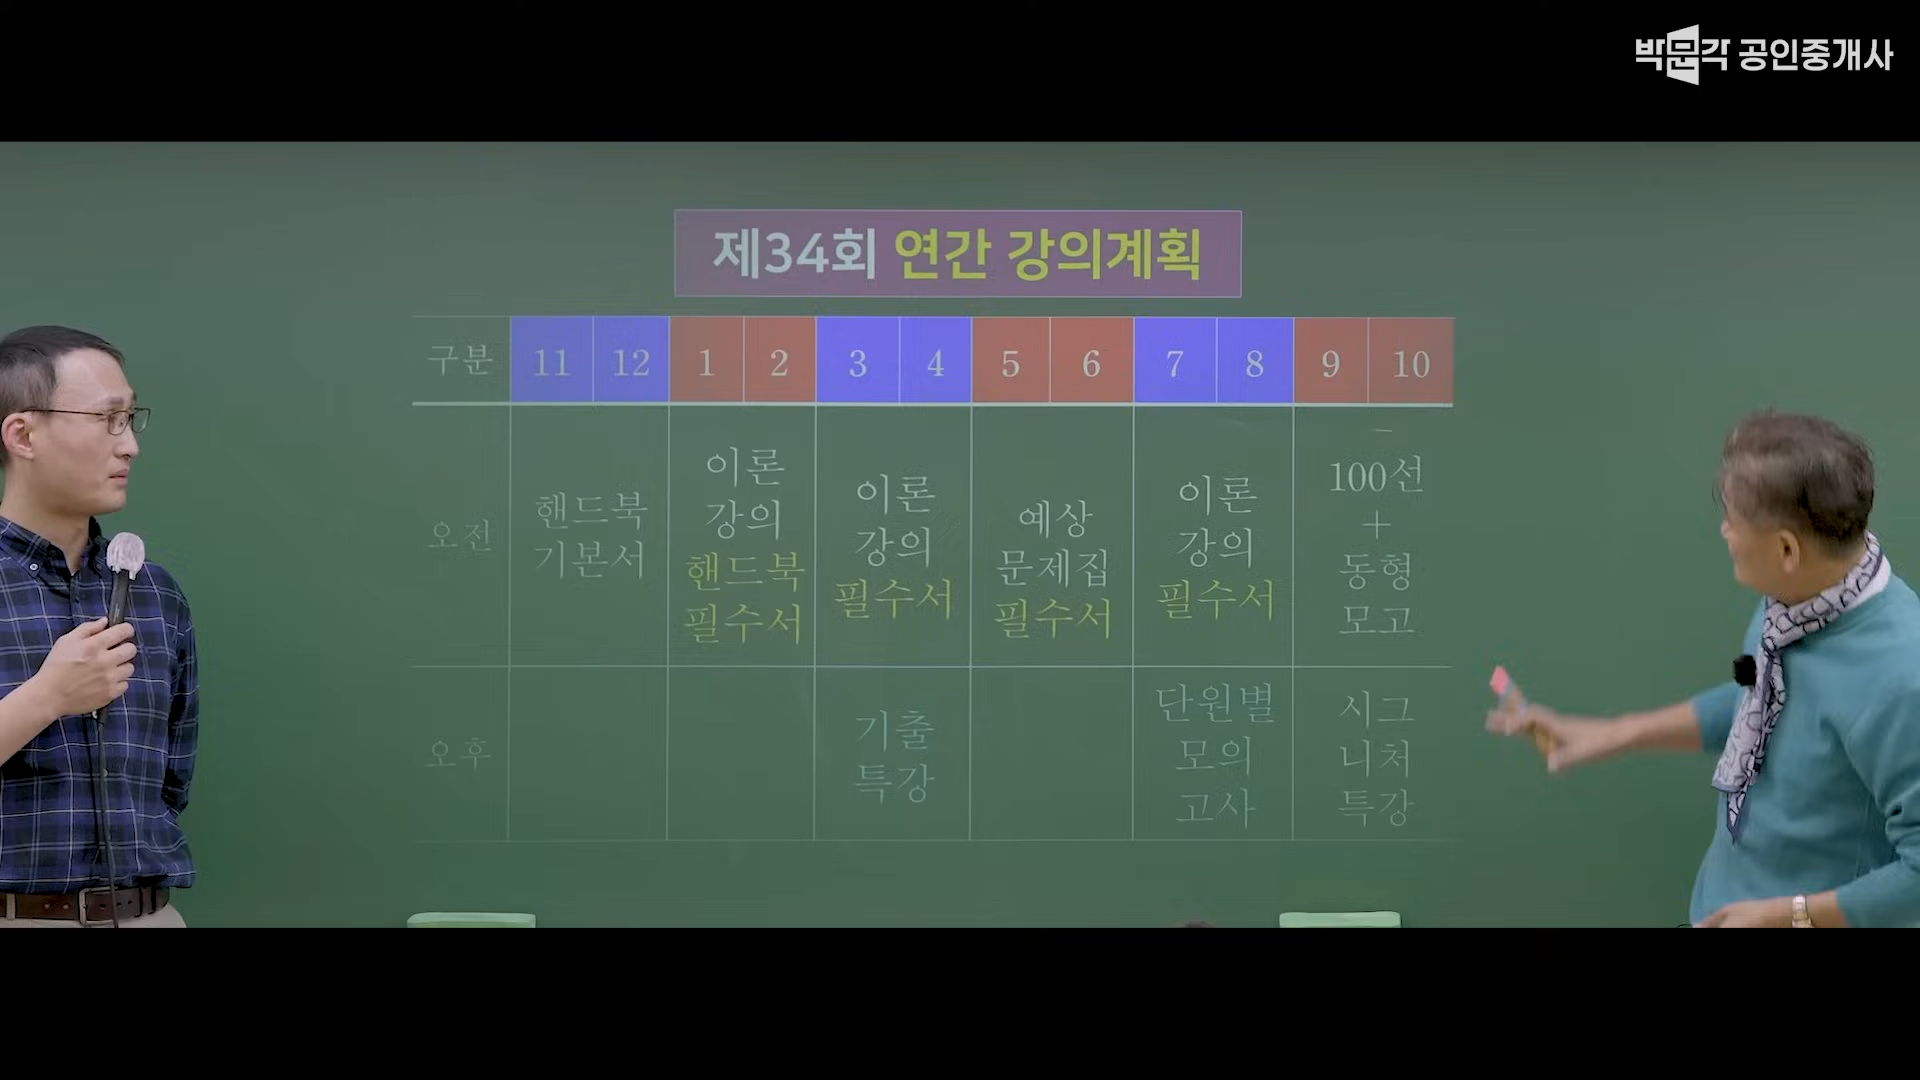 박문각 공인중개사
제34회 연간 강의계획
구분 11 12 1 2 3 4 5 6 7 8 9 10
오전
핸드북
기본서
이론
강의
핸드북
필수서
이론
강의
필수서
예상
문제집
필수서
이론
강의
필수서
100선
+
동형
모고
오후
기출
특강
단원별
모의
고사
시그
니처
특강